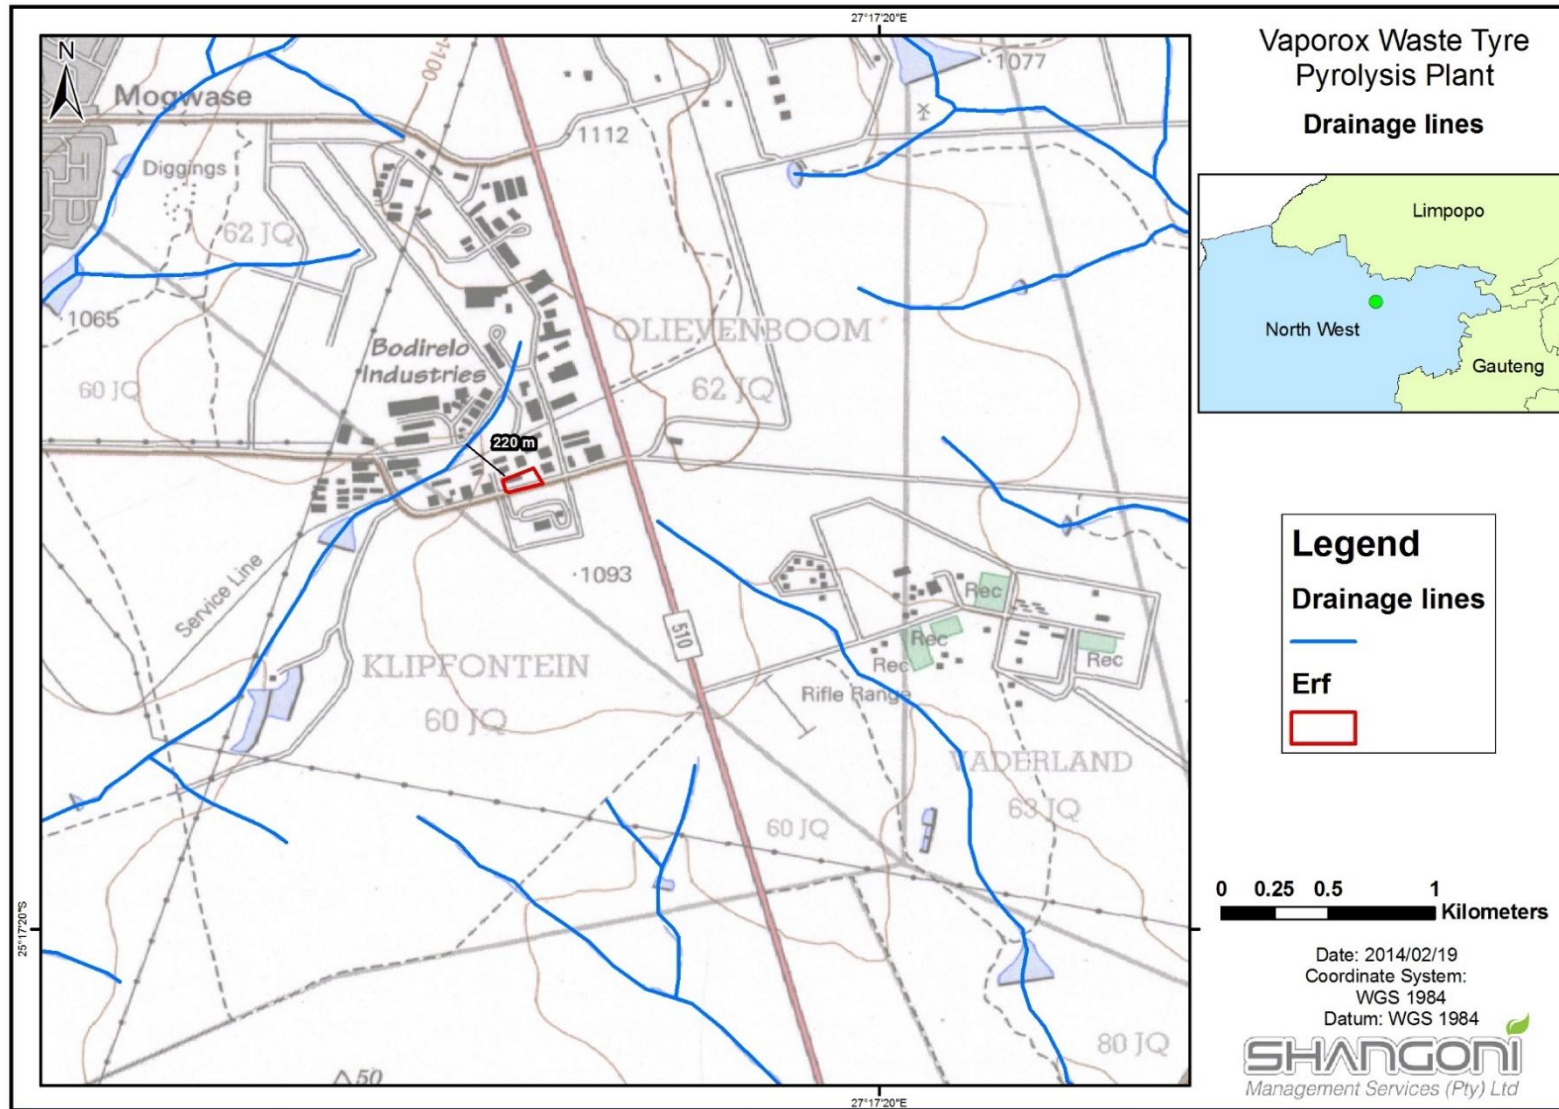 27°17'20"E
N
Mogwase
1-100
1077
1112
Diggings
62 JQ
1065
OLIEVENBOOM
Bodirelo
Industries
60 JQ
62 JQ
220 m
1093
Service Line
510
Rec
Rec
Rec
Rec
KLIPFONTEIN
60 JQ
Rifle Range
VADERLAND
63 JQ
60 JQ
25°17'20"S
80 JQ
50
27°17'20"E
Vaporox Waste Tyre
Pyrolysis Plant
Drainage lines
Limpopo
North West
Gauteng
Legend
Drainage lines
Erf
0 0.25 0.5 1
Kilometers
Date: 2014/02/19
Coordinate System:
WGS 1984
Datum: WGS 1984
SHANGONI
Management Services (Pty) Ltd